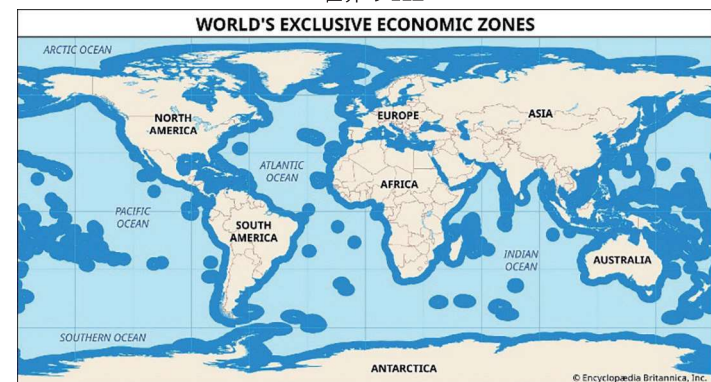 WORLD'S EXCLUSIVE ECONOMIC ZONES
ARCTIC OCEAN
NORTH
AMERICA
EUROPE
ASIA
ATLANTIC
OCEAN
AFRICA
PACIFIC
OCEAN
SOUTH
AMERICA
INDIAN
OCEAN
AUSTRALIA
SOUTHERN OCEAN
ANTARCTICA
© Encyclopædia Britannica, Inc.